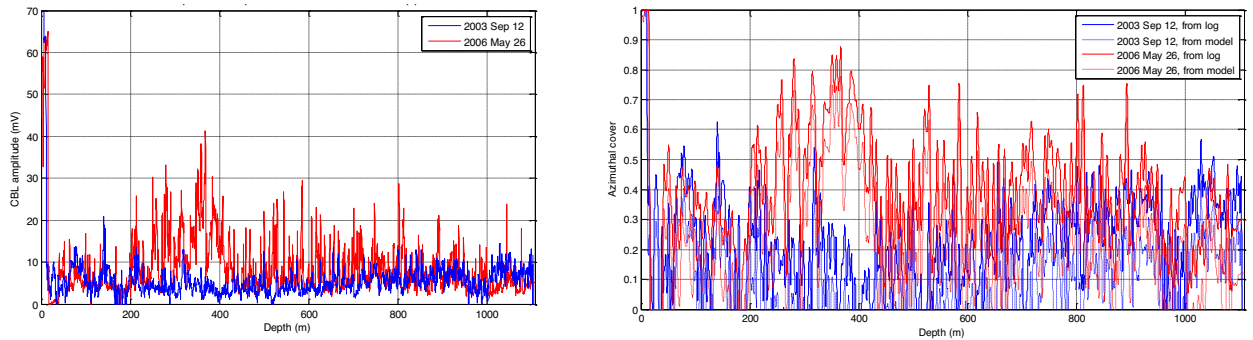 70
60
50
40
30
20
10
0
CBL amplitude (mV)
0 200 400 600 800 1000
Depth (m)
2003 Sep 12
2006 May 26
1
0.9
0.8
0.7
0.6
0.5
0.4
0.3
0.2
0.1
0
Azimuthal cover
0 200 400 600 800 1000
Depth (m)
2003 Sep 12, from log
2003 Sep 12, from model
2006 May 26, from log
2006 May 26, from model